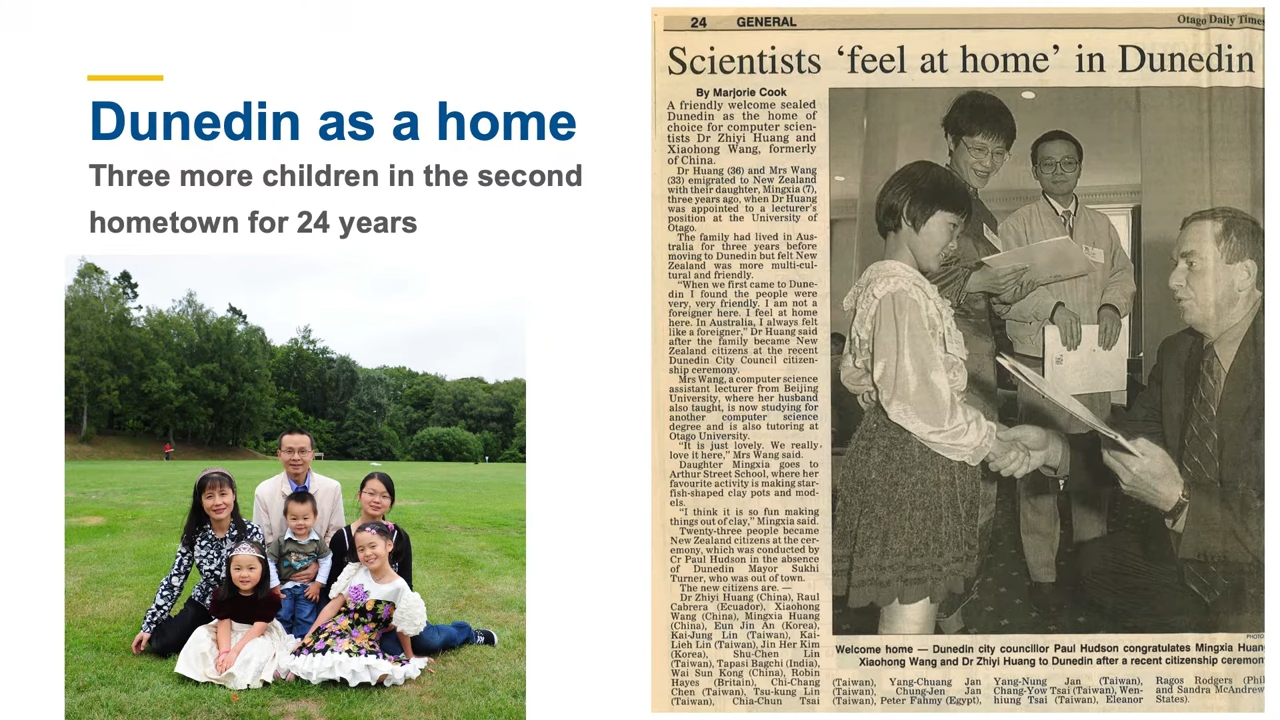 Dunedin as a home
Three more children in the second
hometown for 24 years
24 GENERAL
Otago Daily Times
Scientists ‘feel at home’ in Dunedin
By Marjorie Cook
A friendly welcome sealed
Dunedin as the home of
choice for computer scien-
tists Dr Zhiyi Huang and
Xiaohong Wang, formerly
of China.
Dr Huang (36) and Mrs Wang
(33) emigrated to New Zealand
with their daughter, Mingxia (7),
three years ago, when Dr Huang
was appointed to a lecturer’s
position at the University of
Otago.
The family had lived in Aus-
tralia for three years before
moving to Dunedin but felt New
Zealand was more multi-cul-
tural and friendly.
“When we first came to Dune-
din I found the people were
very, very friendly. I am not a
foreigner here. I feel at home
here. In Australia, I always felt
like a foreigner,” Dr Huang said
after the family became New
Zealand citizens at the recent
Dunedin City Council citizen-
ship ceremony.
Mrs Wang, a computer science
assistant lecturer from Beijing
University, where her husband
also taught, is now studying for
another computer science
degree and is also tutoring at
Otago University.
“It is just lovely. We really
love it here,” Mrs Wang said.
Daughter Mingxia goes to
Arthur Street School, where her
favourite activity is making star-
fish-shaped clay pots and mod-
els.
“I think it is so fun making
things out of clay,” Mingxia said.
Twenty-three people became
New Zealand citizens at the cer-
emony, which was conducted by
Cr Paul Hudson in the absence
of Dunedin Mayor Sukhi
Turner, who was out of town.
The new citizens are. —
Dr Zhiyi Huang (China), Raul
Cabrera (Ecuador), Xiaohong
Wang (China), Mingxia Huang
(China), Eun Jin An (Korea),
Kai-Jung Lin (Taiwan), Kai-
Lieh Lin (Taiwan), Jin Her Kim
(Korea), Shu-Chen Lin
(Taiwan), Tapasi Bagchi (India),
Wai Sun Kong (China), Robin
Hayes (Britain), Chi-Chang
Chen (Taiwan), Tsu-kung Lin
(Taiwan), Chia-Chun Tsai
PHOTO
Welcome home — Dunedin city councillor Paul Hudson congratulates Mingxia Huan
Xiaohong Wang and Dr Zhiyi Huang to Dunedin after a recent citizenship ceremon
(Taiwan), Yang-Chuang Jan
(Taiwan), Chung-Jen Jan
(Taiwan), Peter Fahmy (Egypt),
Yang-Nung Jan (Taiwan),
Chang-Yow Tsai (Taiwan), Wen-
hiung Tsai (Taiwan), Eleanor
Ragos Rodgers (Phil
and Sandra McAndrew
States).